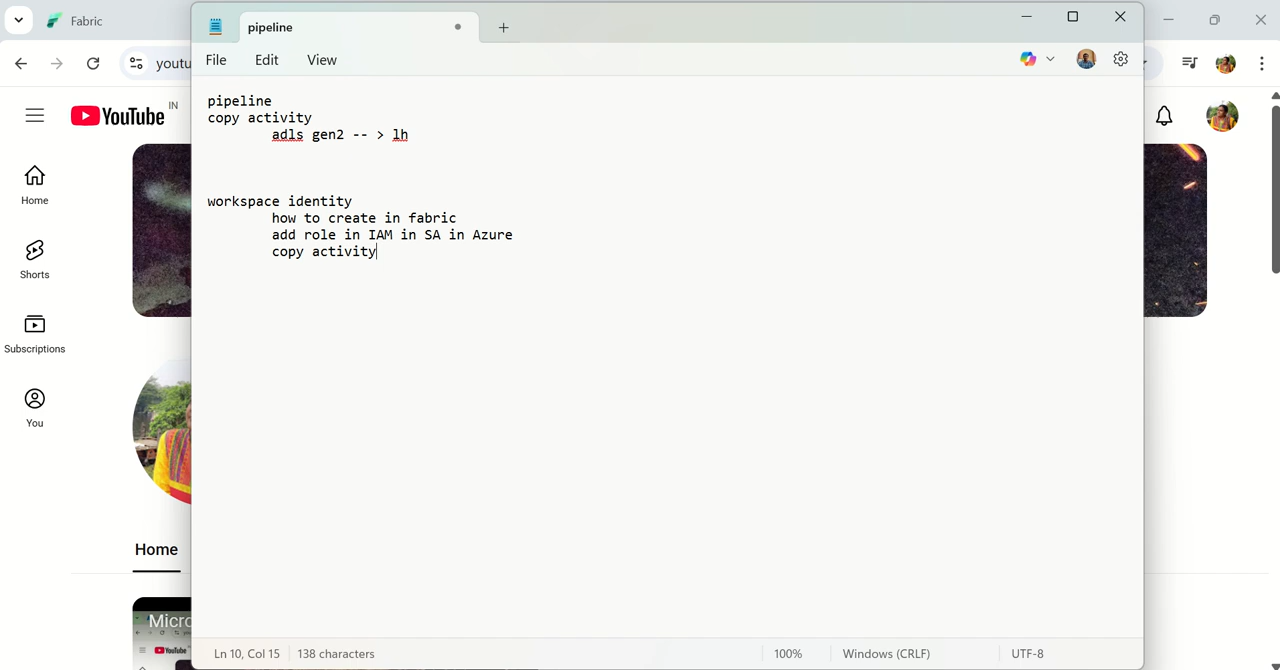 Fabric
youtu
pipeline
File
Edit
View
YouTube IN
Home
Shorts
Subscriptions
You
pipeline
copy activity
adls gen2 -- > lh
workspace identity
how to create in fabric
add role in IAM in SA in Azure
copy activity
Home
Micro
YouTube
Ln 10, Col 15
138 characters
100%
Windows (CRLF)
UTF-8